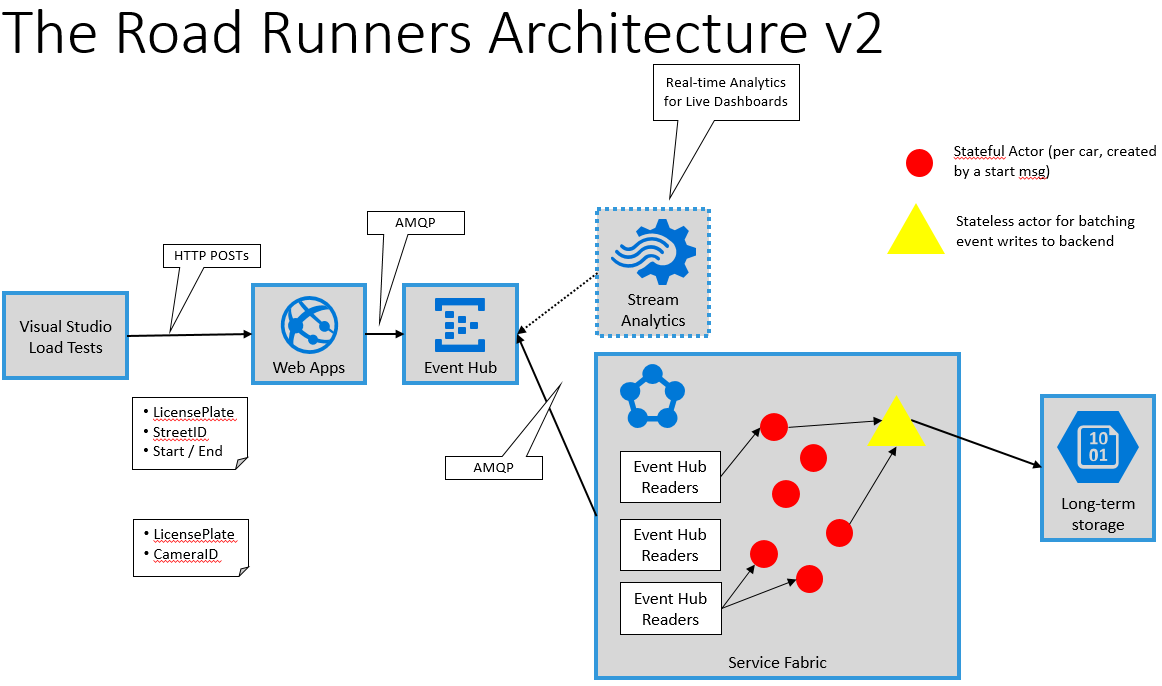 The Road Runners Architecture v2
Real-time Analytics
for Live Dashboards
Stateful Actor (per car, created
by a start msg)
Stateless actor for batching
event writes to backend
AMQP
HTTP POSTs
Visual Studio
Load Tests
Web Apps
Event Hub
Stream
Analytics
• LicensePlate
• StreetID
• Start / End
AMQP
• LicensePlate
• CameraID
Event Hub
Readers
Event Hub
Readers
Event Hub
Readers
Service Fabric
10
01
Long-term
storage